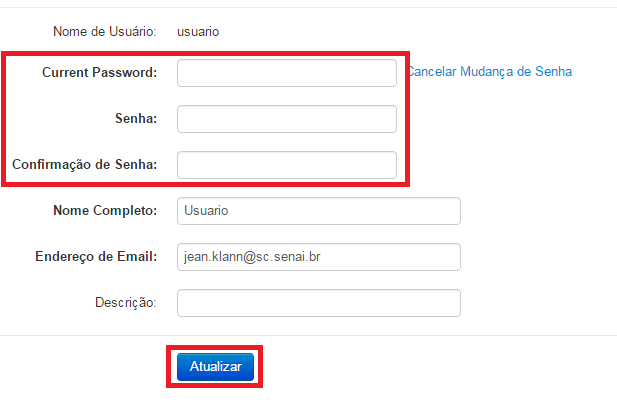 Nome de Usuário: usuario
Current Password: Cancelar Mudança de Senha
Senha:
Confirmação de Senha:
Nome Completo: Usuario
Endereço de Email: jean.klann@sc.senai.br
Descrição:
Atualizar